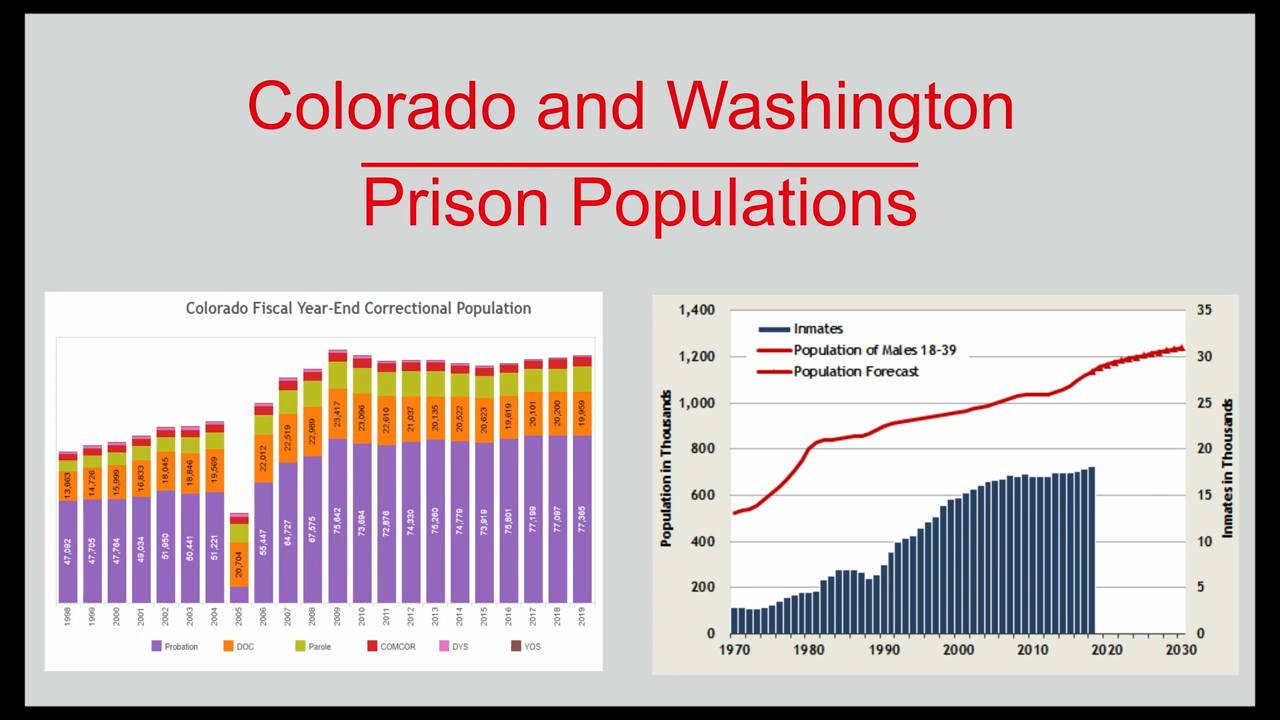 Colorado and Washington
Prison Populations
Colorado Fiscal Year-End Correctional Population
13,663 14,726 15,999 16,833 18,045 18,846 19,569 20,704 22,012 22,519 22,989 23,417 23,096 22,610 21,037 20,135 20,522 20,623 19,619 20,101 20,200 19,959
47,092 47,705 47,764 49,034 51,950 50,441 51,221 55,447 64,727 67,575 75,642 73,694 72,876 74,330 75,260 74,779 73,919 75,801 77,199 77,097 77,365
1998 1999 2000 2001 2002 2003 2004 2005 2006 2007 2008 2009 2010 2011 2012 2013 2014 2015 2016 2017 2018 2019
Probation DOC Parole COMCOR DYS YOS
Population in Thousands
1,400
1,200
1,000
800
600
400
200
0
Inmates
Population of Males 18-39
Population Forecast
35
30
25
20
15
10
5
0
Inmates in Thousands
1970 1980 1990 2000 2010 2020 2030